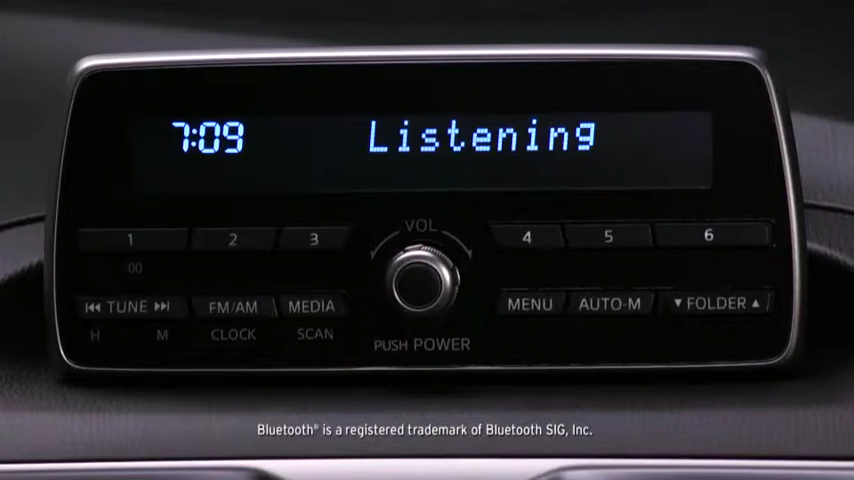 7:09 Listening
VOL
1 2 3 4 5 6
00
⏮ TUNE ⏭ FM/AM MEDIA MENU AUTO-M ▼ FOLDER ▲
H M CLOCK SCAN
PUSH POWER
Bluetooth® is a registered trademark of Bluetooth SIG, Inc.